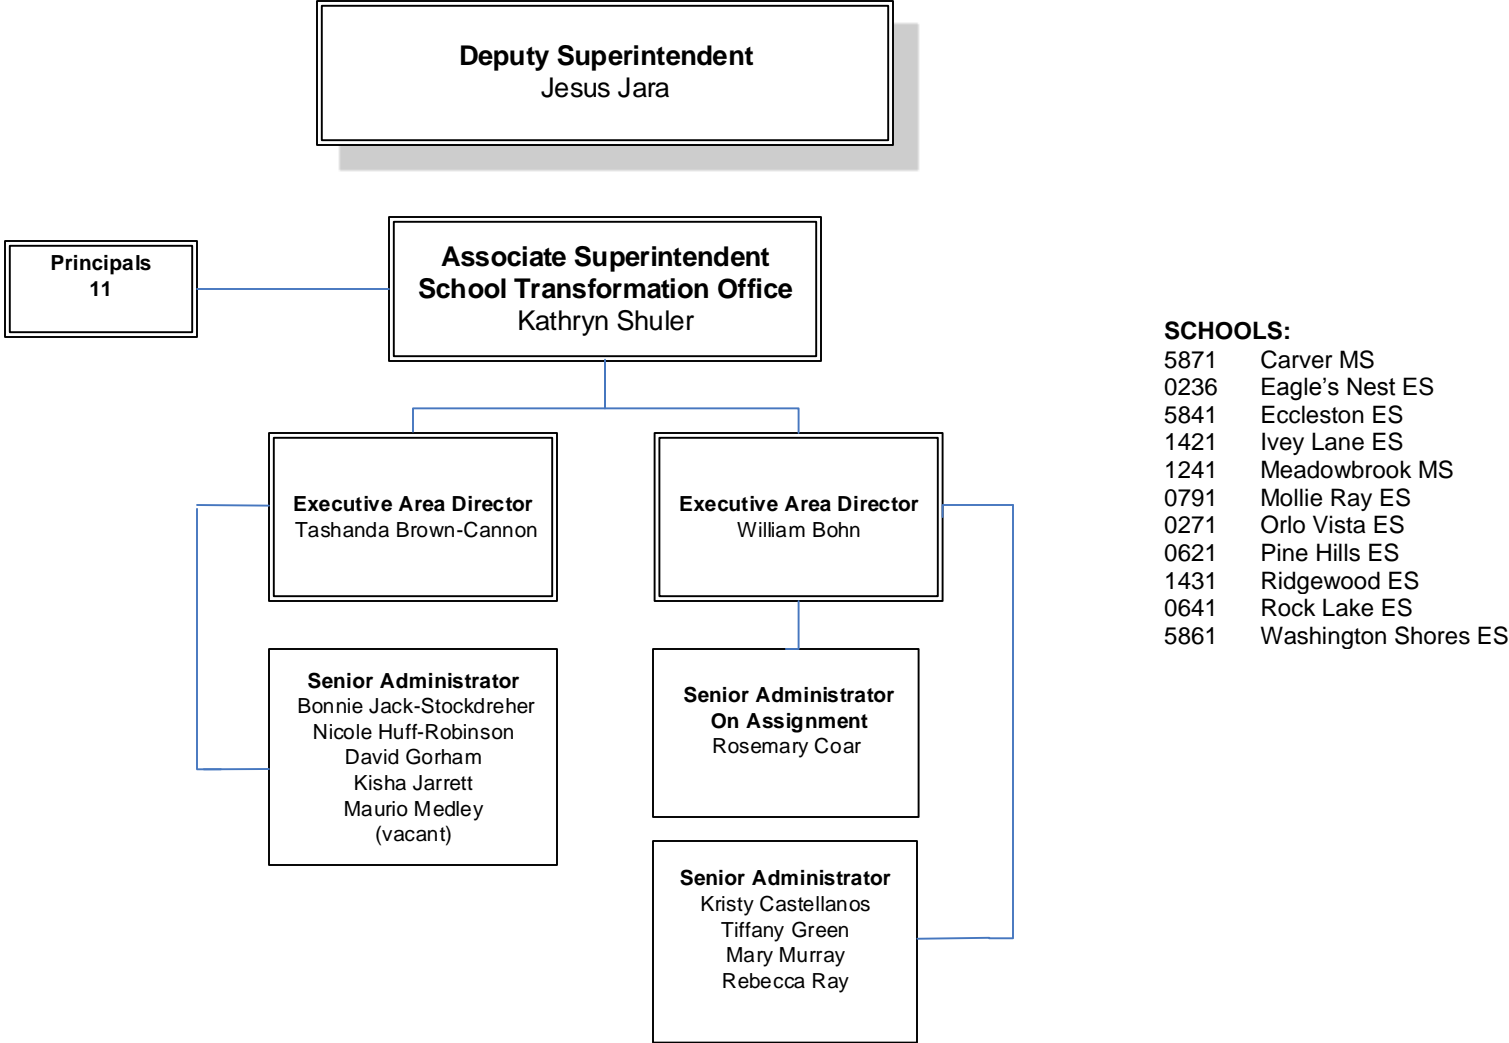 Deputy Superintendent
Jesus Jara
Principals
11
Associate Superintendent
School Transformation Office
Kathryn Shuler
Executive Area Director
Tashanda Brown-Cannon
Executive Area Director
William Bohn
Senior Administrator
Bonnie Jack-Stockdreher
Nicole Huff-Robinson
David Gorham
Kisha Jarrett
Maurio Medley
(vacant)
Senior Administrator
On Assignment
Rosemary Coar
Senior Administrator
Kristy Castellanos
Tiffany Green
Mary Murray
Rebecca Ray
SCHOOLS:
5871 Carver MS
0236 Eagle’s Nest ES
5841 Eccleston ES
1421 Ivey Lane ES
1241 Meadowbrook MS
0791 Mollie Ray ES
0271 Orlo Vista ES
0621 Pine Hills ES
1431 Ridgewood ES
0641 Rock Lake ES
5861 Washington Shores ES